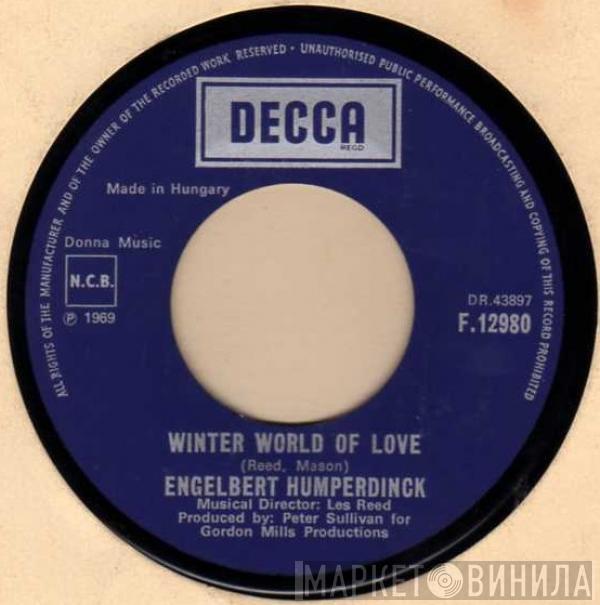 ALL RIGHTS OF THE MANUFACTURER AND OF THE OWNER OF THE RECORDED WORK RESERVED • UNAUTHORISED PUBLIC PERFORMANCE BROADCASTING AND COPYING OF THIS RECORD PROHIBITED
DECCA
REGD
Made in Hungary
Donna Music
N.C.B.
℗ 1969
DR.43897
F.12980
WINTER WORLD OF LOVE
(Reed, Mason)
ENGELBERT HUMPERDINCK
Musical Director: Les Reed
Produced by: Peter Sullivan for
Gordon Mills Productions
МАРКЕТ ВИНИЛА